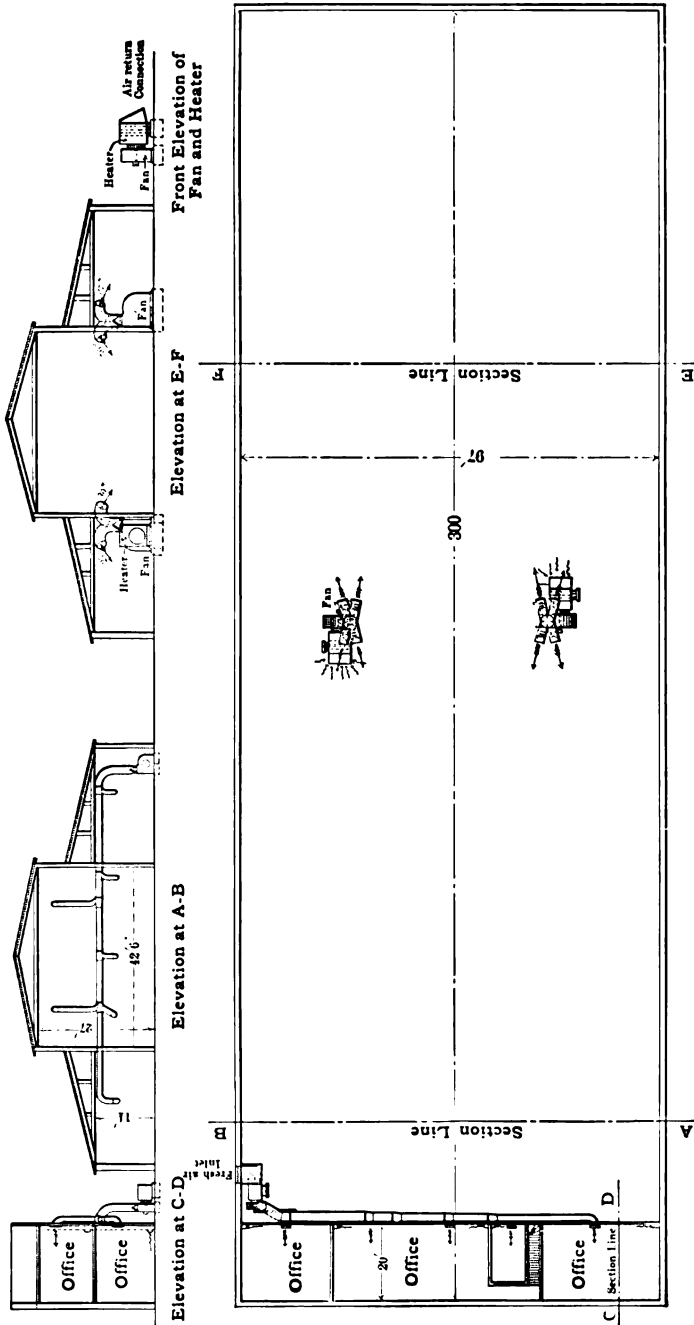 Air return
Connection
Heater
Fan
Front Elevation of
Fan and Heater
Fan
Elevation at E-F
Heater
Fan
42'6"
27'
11'
Elevation at A-B
Office
Office
Elevation at C-D
F
Section Line
E
97'
300
Fan
B
Section Line
A
Fresh air
Inlet
Office
20'
Office
Office
C
Section Line
D